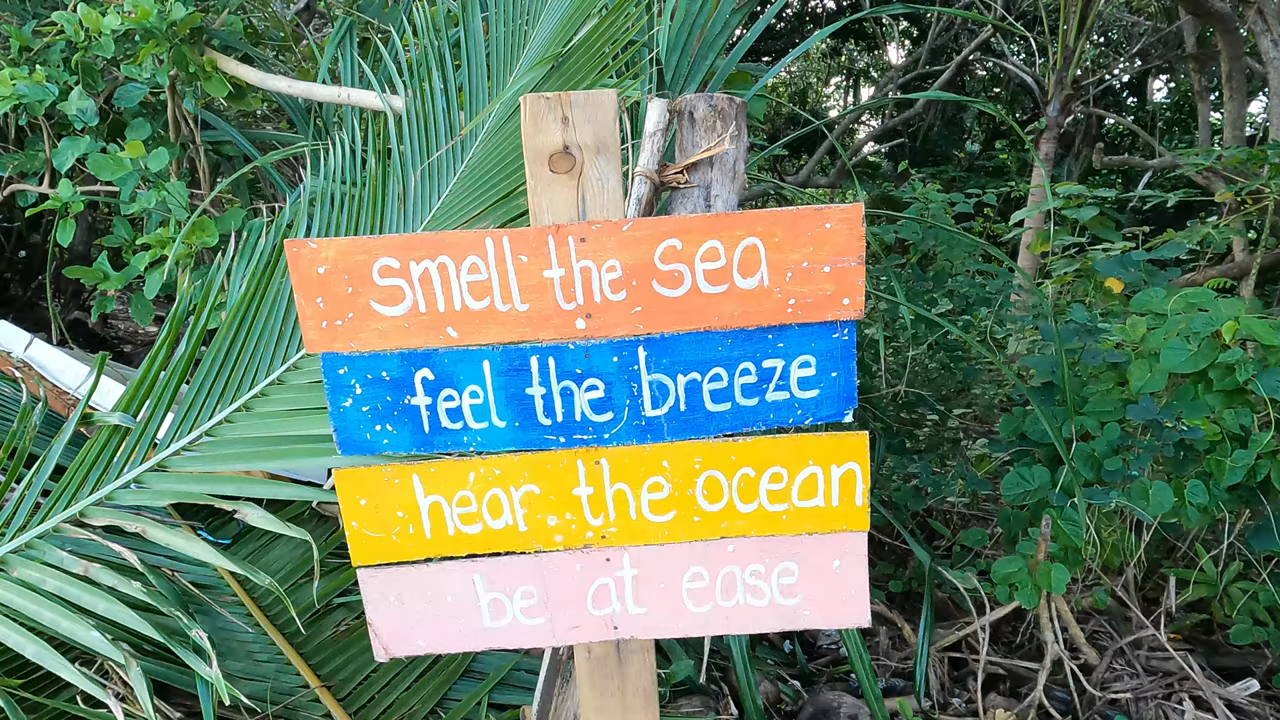 smell the sea
feel the breeze
hear the ocean
be at ease